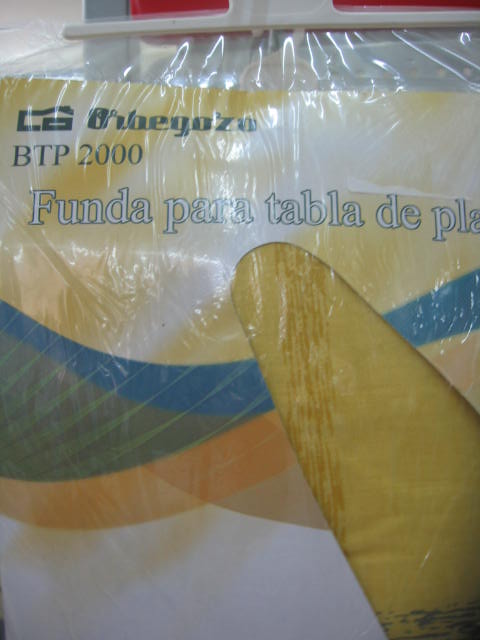 Orbegozo
BTP 2000
Funda para tabla de pla